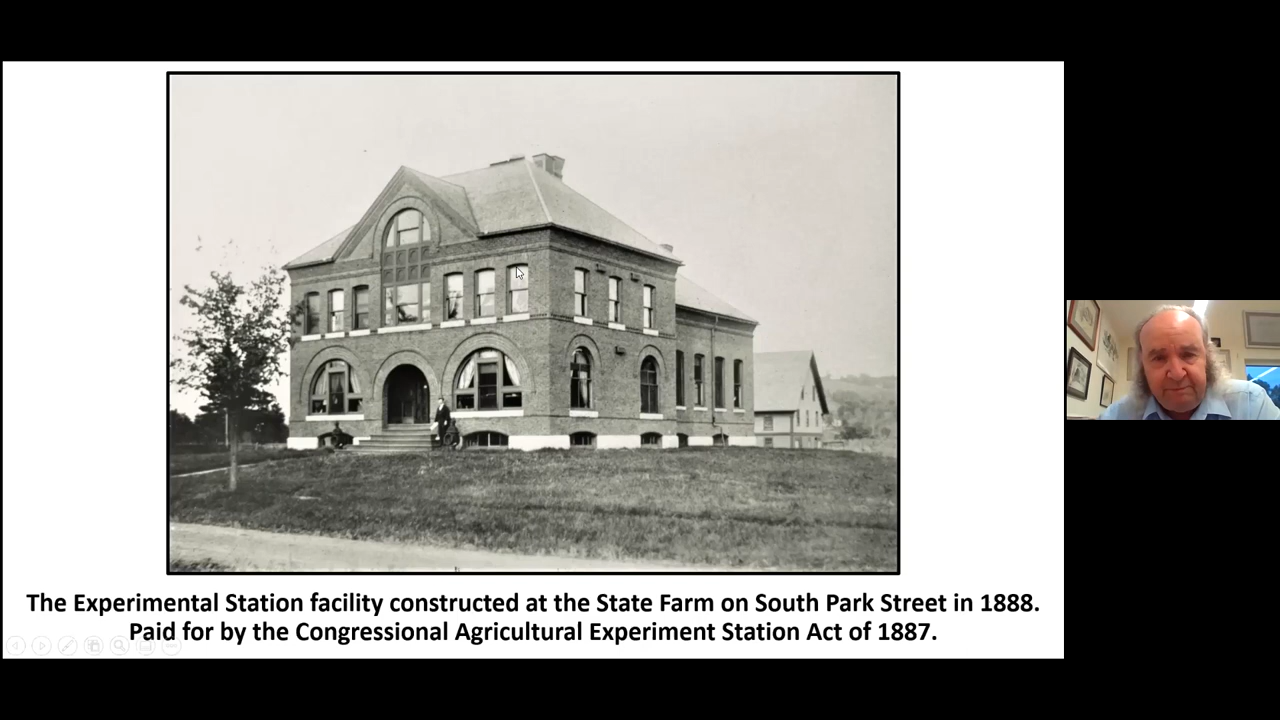 The Experimental Station facility constructed at the State Farm on South Park Street in 1888.
Paid for by the Congressional Agricultural Experiment Station Act of 1887.